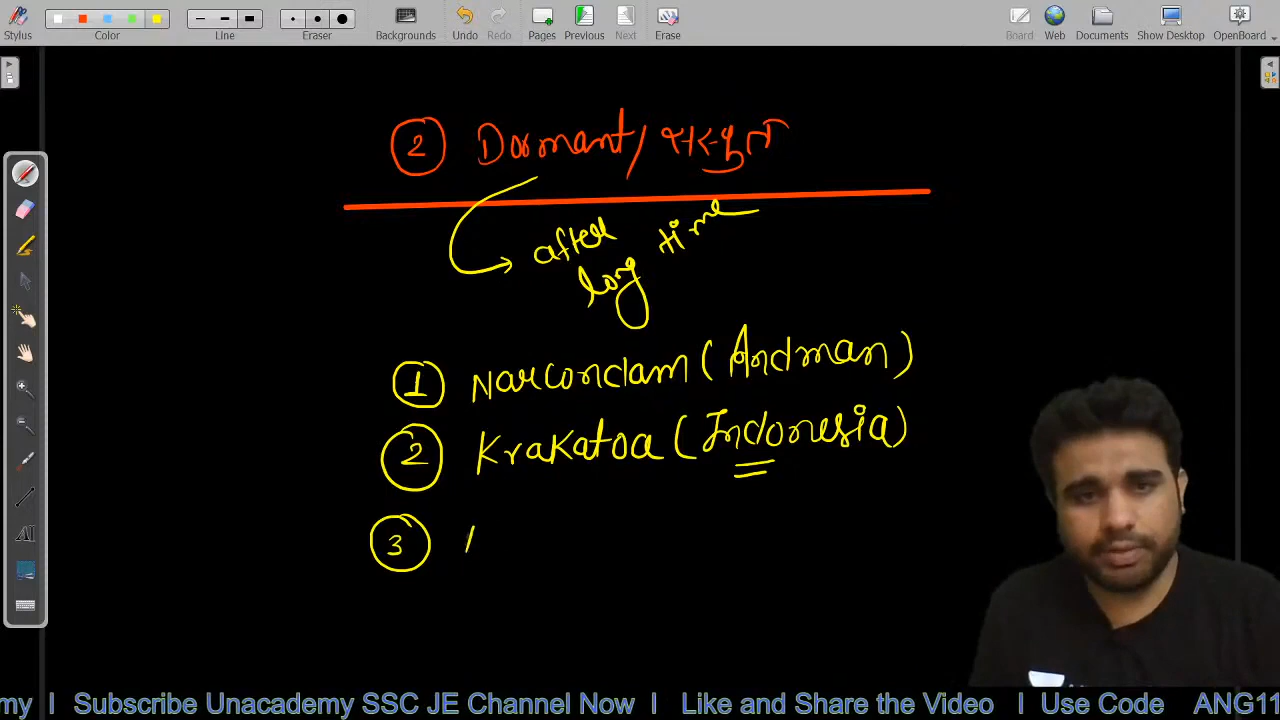 Stylus Color Line Eraser Backgrounds Undo Redo Pages Previous Next Erase Board Web Documents Show Desktop OpenBoard
2 Dormant/
after
long time
1 Narcondam (Andman)
2 Krakatoa (Indonesia)
3
my I Subscribe Unacademy SSC JE Channel Now I Like and Share the Video I Use Code ANG11